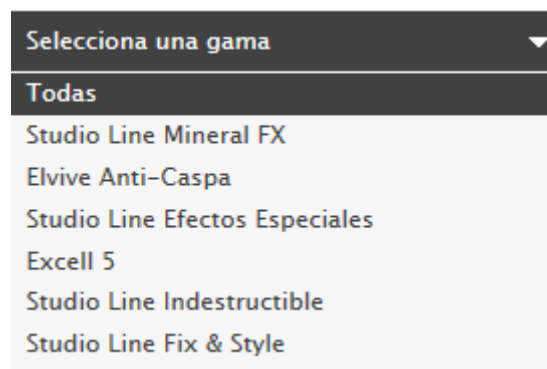 Selecciona una gama
Todas
Studio Line Mineral FX
Elvive Anti-Caspa
Studio Line Efectos Especiales
Excell 5
Studio Line Indestructible
Studio Line Fix & Style